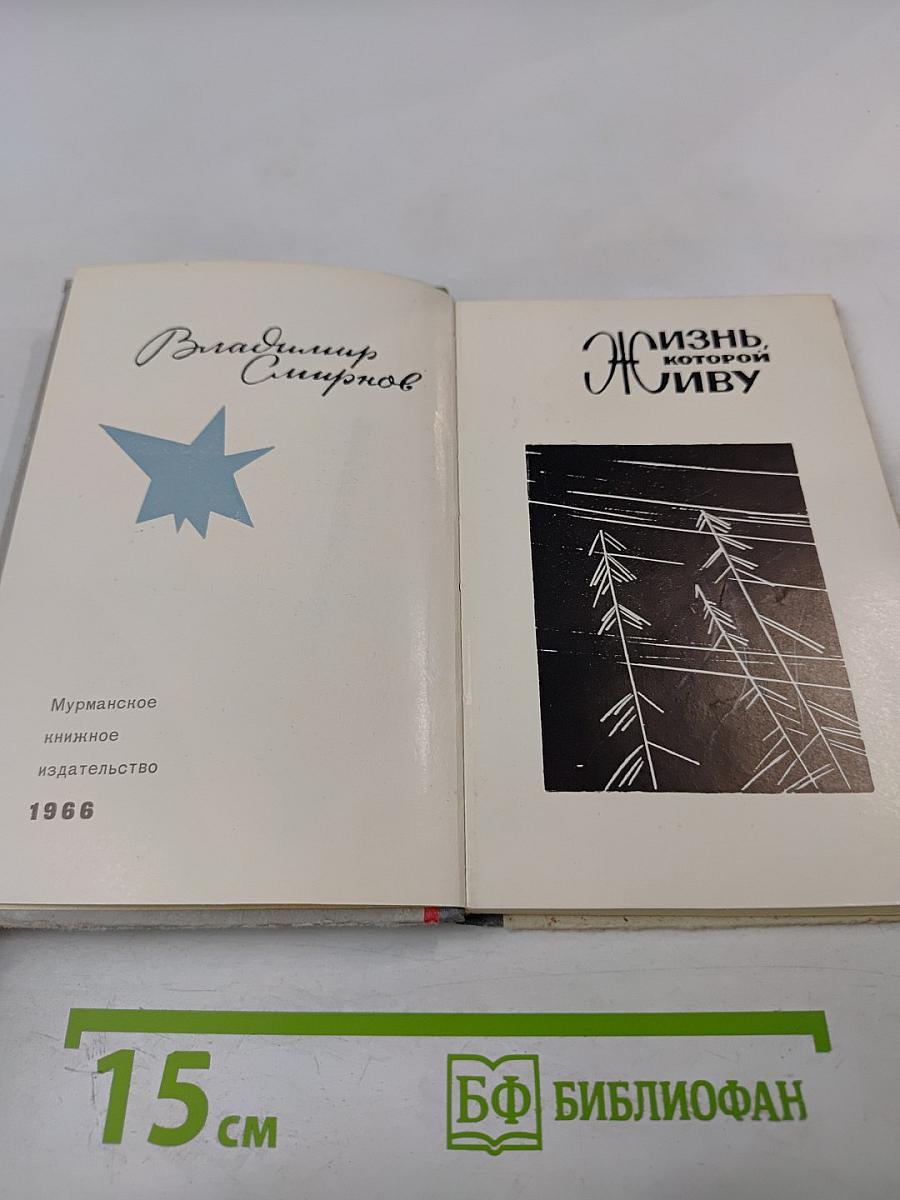 Владимир
Смирнов
Мурманское
книжное
издательство
1966
Жизнь,
которой
живу
15 см
БФ БИБЛИОФАН